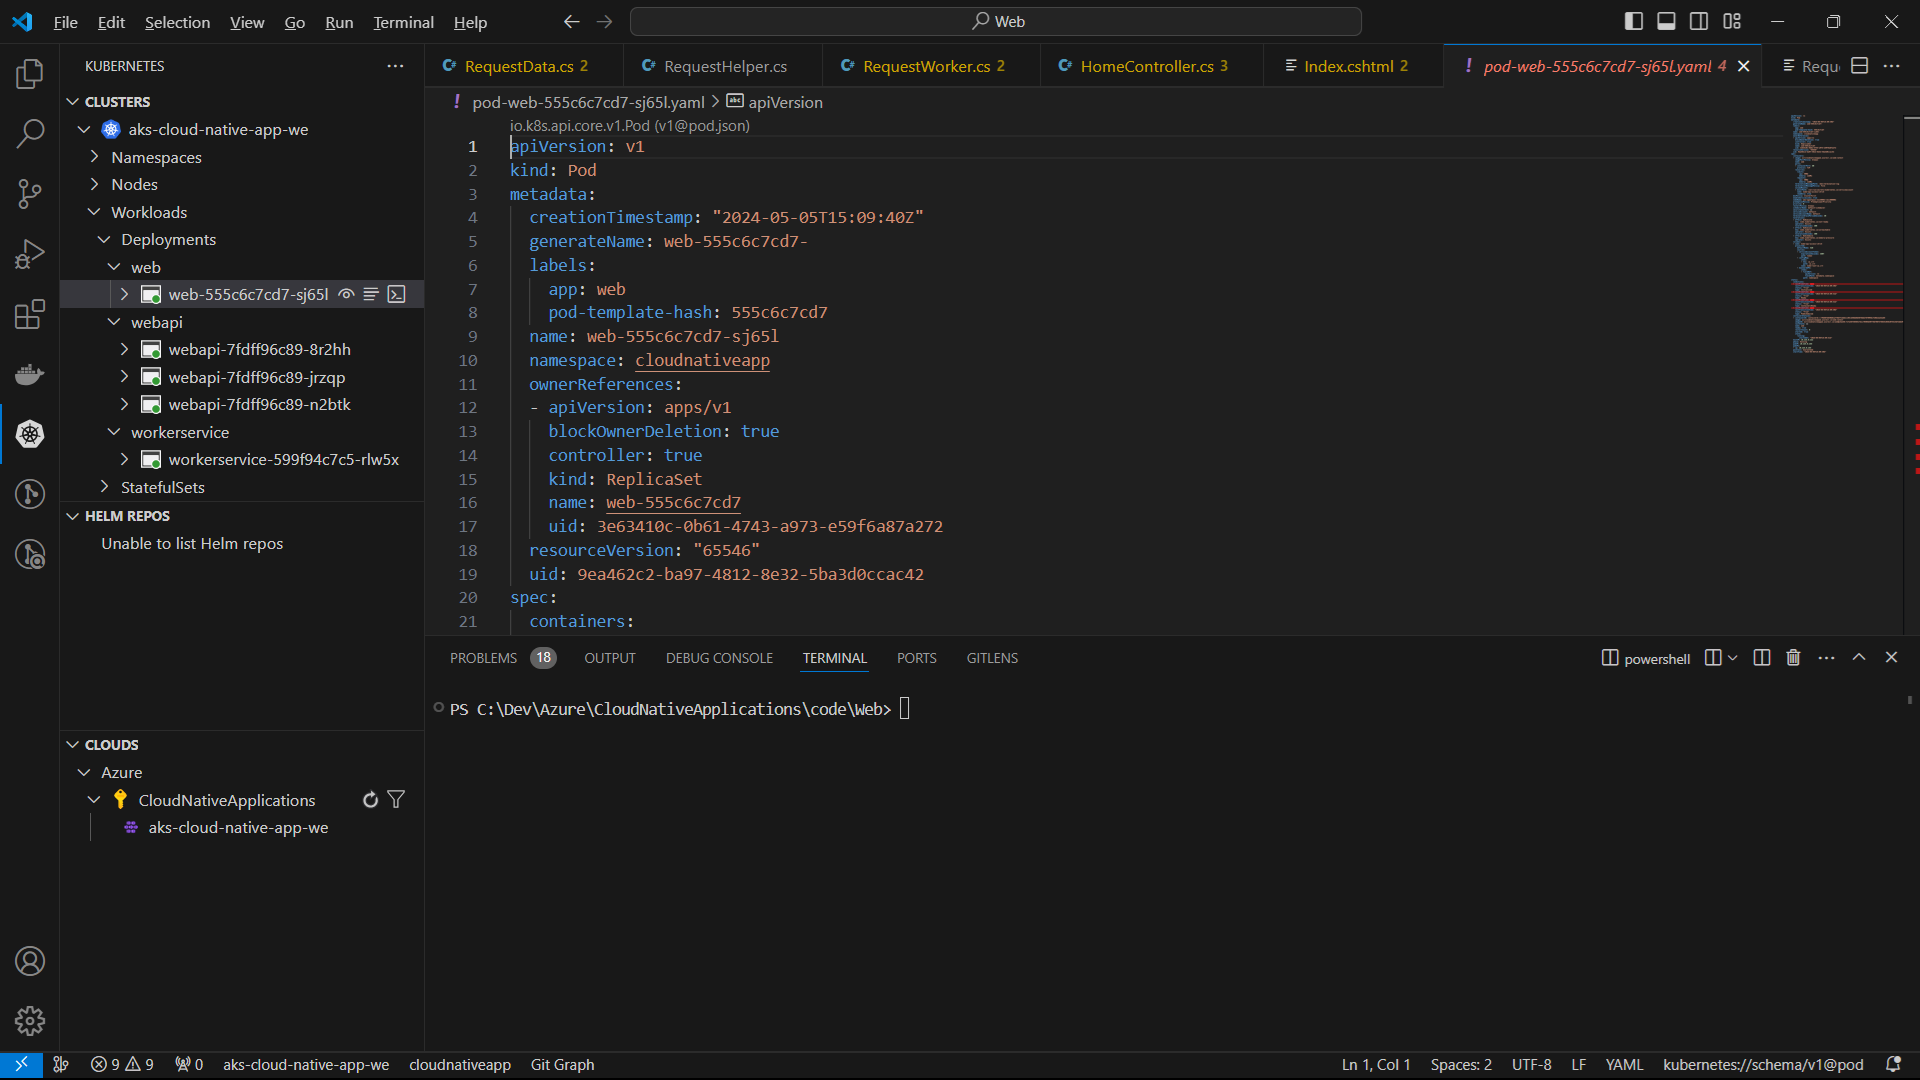 File Edit Selection View Go Run Terminal Help
Web
KUBERNETES
CLUSTERS
aks-cloud-native-app-we
Namespaces
Nodes
Workloads
Deployments
web
web-555c6c7cd7-sj65l
webapi
webapi-7fdff96c89-8r2hh
webapi-7fdff96c89-jrzqp
webapi-7fdff96c89-n2btk
workerservice
workerservice-599f94c7c5-rlw5x
StatefulSets
HELM REPOS
Unable to list Helm repos
CLOUDS
Azure
CloudNativeApplications
aks-cloud-native-app-we
C# RequestData.cs 2 C# RequestHelper.cs C# RequestWorker.cs 2 C# HomeController.cs 3 Index.cshtml 2 ! pod-web-555c6c7cd7-sj65l.yaml 4 Requ
! pod-web-555c6c7cd7-sj65l.yaml > abc apiVersion
io.k8s.api.core.v1.Pod (v1@pod.json)
1 apiVersion: v1
2 kind: Pod
3 metadata:
4 creationTimestamp: "2024-05-05T15:09:40Z"
5 generateName: web-555c6c7cd7-
6 labels:
7 app: web
8 pod-template-hash: 555c6c7cd7
9 name: web-555c6c7cd7-sj65l
10 namespace: cloudnativeapp
11 ownerReferences:
12 - apiVersion: apps/v1
13 blockOwnerDeletion: true
14 controller: true
15 kind: ReplicaSet
16 name: web-555c6c7cd7
17 uid: 3e63410c-0b61-4743-a973-e59f6a87a272
18 resourceVersion: "65546"
19 uid: 9ea462c2-ba97-4812-8e32-5ba3d0ccac42
20 spec:
21 containers:
PROBLEMS 18 OUTPUT DEBUG CONSOLE TERMINAL PORTS GITLENS
powershell
PS C:\Dev\Azure\CloudNativeApplications\code\Web>
9 9 0 aks-cloud-native-app-we cloudnativeapp Git Graph
Ln 1, Col 1 Spaces: 2 UTF-8 LF YAML kubernetes://schema/v1@pod